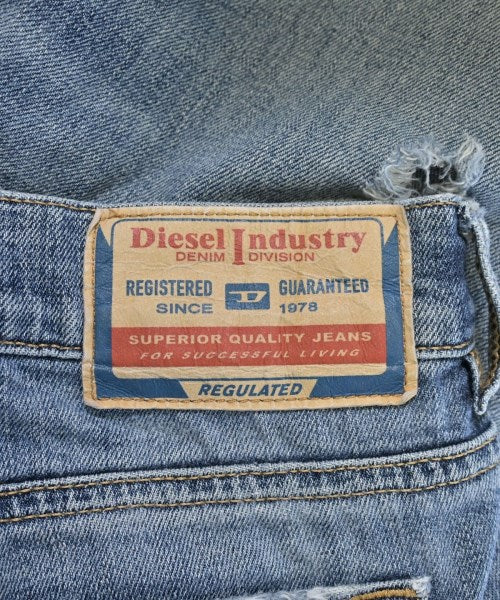 Diesel Industry
DENIM DIVISION
REGISTERED D GUARANTEED
SINCE 1978
SUPERIOR QUALITY JEANS
FOR SUCCESSFUL LIVING
REGULATED